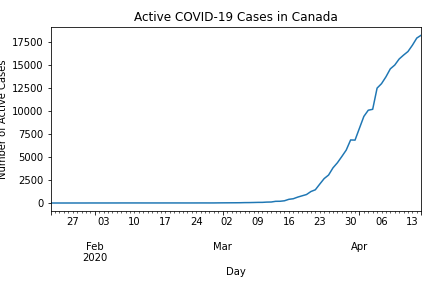 Active COVID-19 Cases in Canada
Number of Active Cases
17500
15000
12500
10000
7500
5000
2500
0
27 03 10 17 24 02 09 16 23 30 06 13
Feb Mar Apr
2020
Day